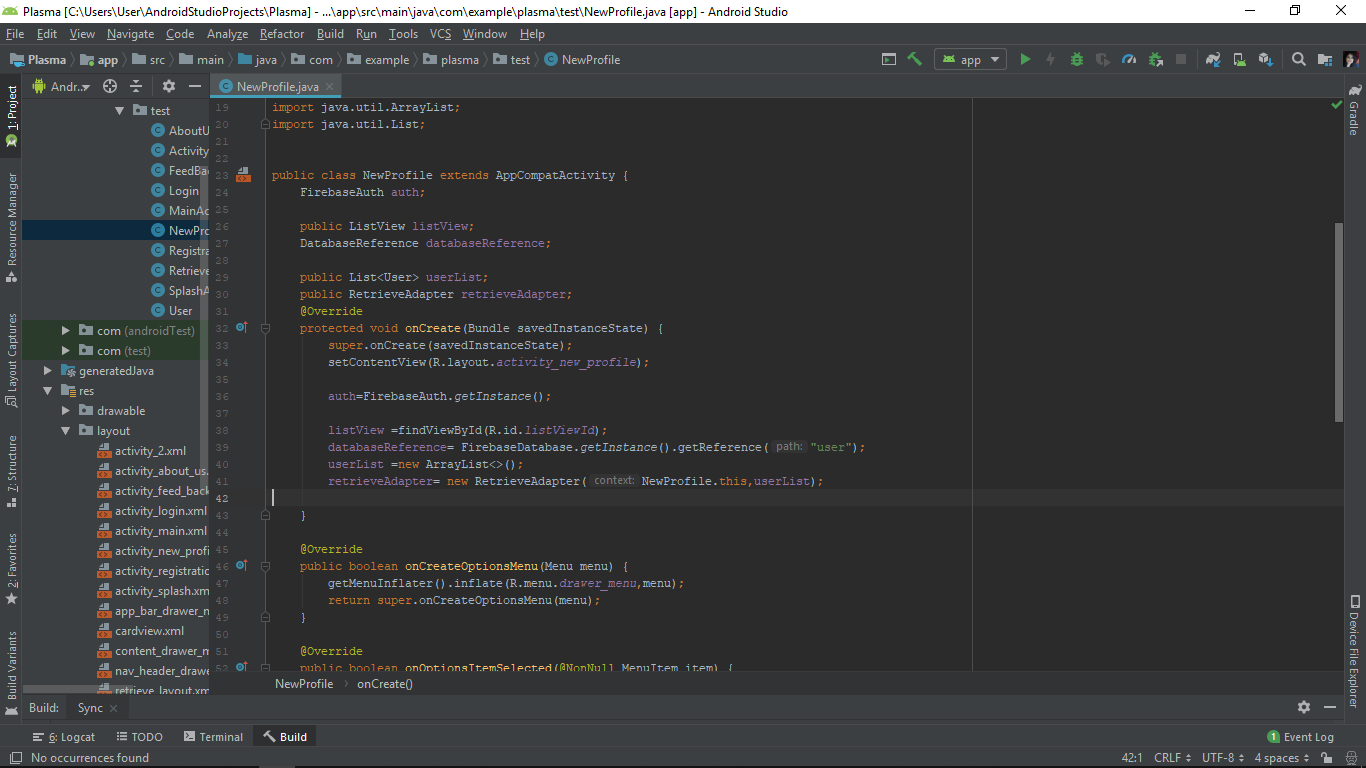 Plasma [C:\Users\User\AndroidStudioProjects\Plasma] - ...\app\src\main\java\com\example\plasma\test\NewProfile.java [app] - Android Studio
File Edit View Navigate Code Analyze Refactor Build Run Tools VCS Window Help
Plasma app src main java com example plasma test NewProfile app
Andr... NewProfile.java
1: Project
Resource Manager
Layout Captures
7: Structure
2: Favorites
Build Variants
test
AboutU
Activity
FeedBa
Login
MainAc
NewPro
Registra
Retrieve
SplashA
User
com (androidTest)
com (test)
generatedJava
res
drawable
layout
activity_2.xml
activity_about_us.
activity_feed_back
activity_login.xml
activity_main.xml
activity_new_profi
activity_registratio
activity_splash.xm
app_bar_drawer_m
cardview.xml
content_drawer_m
nav_header_drawe
retrieve_layout.xm
19 import java.util.ArrayList;
20 import java.util.List;
21
22
23 public class NewProfile extends AppCompatActivity {
24 FirebaseAuth auth;
25
26 public ListView listView;
27 DatabaseReference databaseReference;
28
29 public List<User> userList;
30 public RetrieveAdapter retrieveAdapter;
31 @Override
32 protected void onCreate(Bundle savedInstanceState) {
33 super.onCreate(savedInstanceState);
34 setContentView(R.layout.activity_new_profile);
35
36 auth=FirebaseAuth.getInstance();
37
38 listView =findViewById(R.id.listViewId);
39 databaseReference= FirebaseDatabase.getInstance().getReference( path: "user");
40 userList =new ArrayList<>();
41 retrieveAdapter= new RetrieveAdapter( context: NewProfile.this,userList);
42
43 }
44
45 @Override
46 public boolean onCreateOptionsMenu(Menu menu) {
47 getMenuInflater().inflate(R.menu.drawer_menu,menu);
48 return super.onCreateOptionsMenu(menu);
49 }
50
51 @Override
52 public boolean onOptionsItemSelected(@NonNull MenuItem item) {
Gradle
Device File Explorer
NewProfile onCreate()
Build: Sync
6: Logcat TODO Terminal Build 1 Event Log
No occurrences found 42:1 CRLF UTF-8 4 spaces